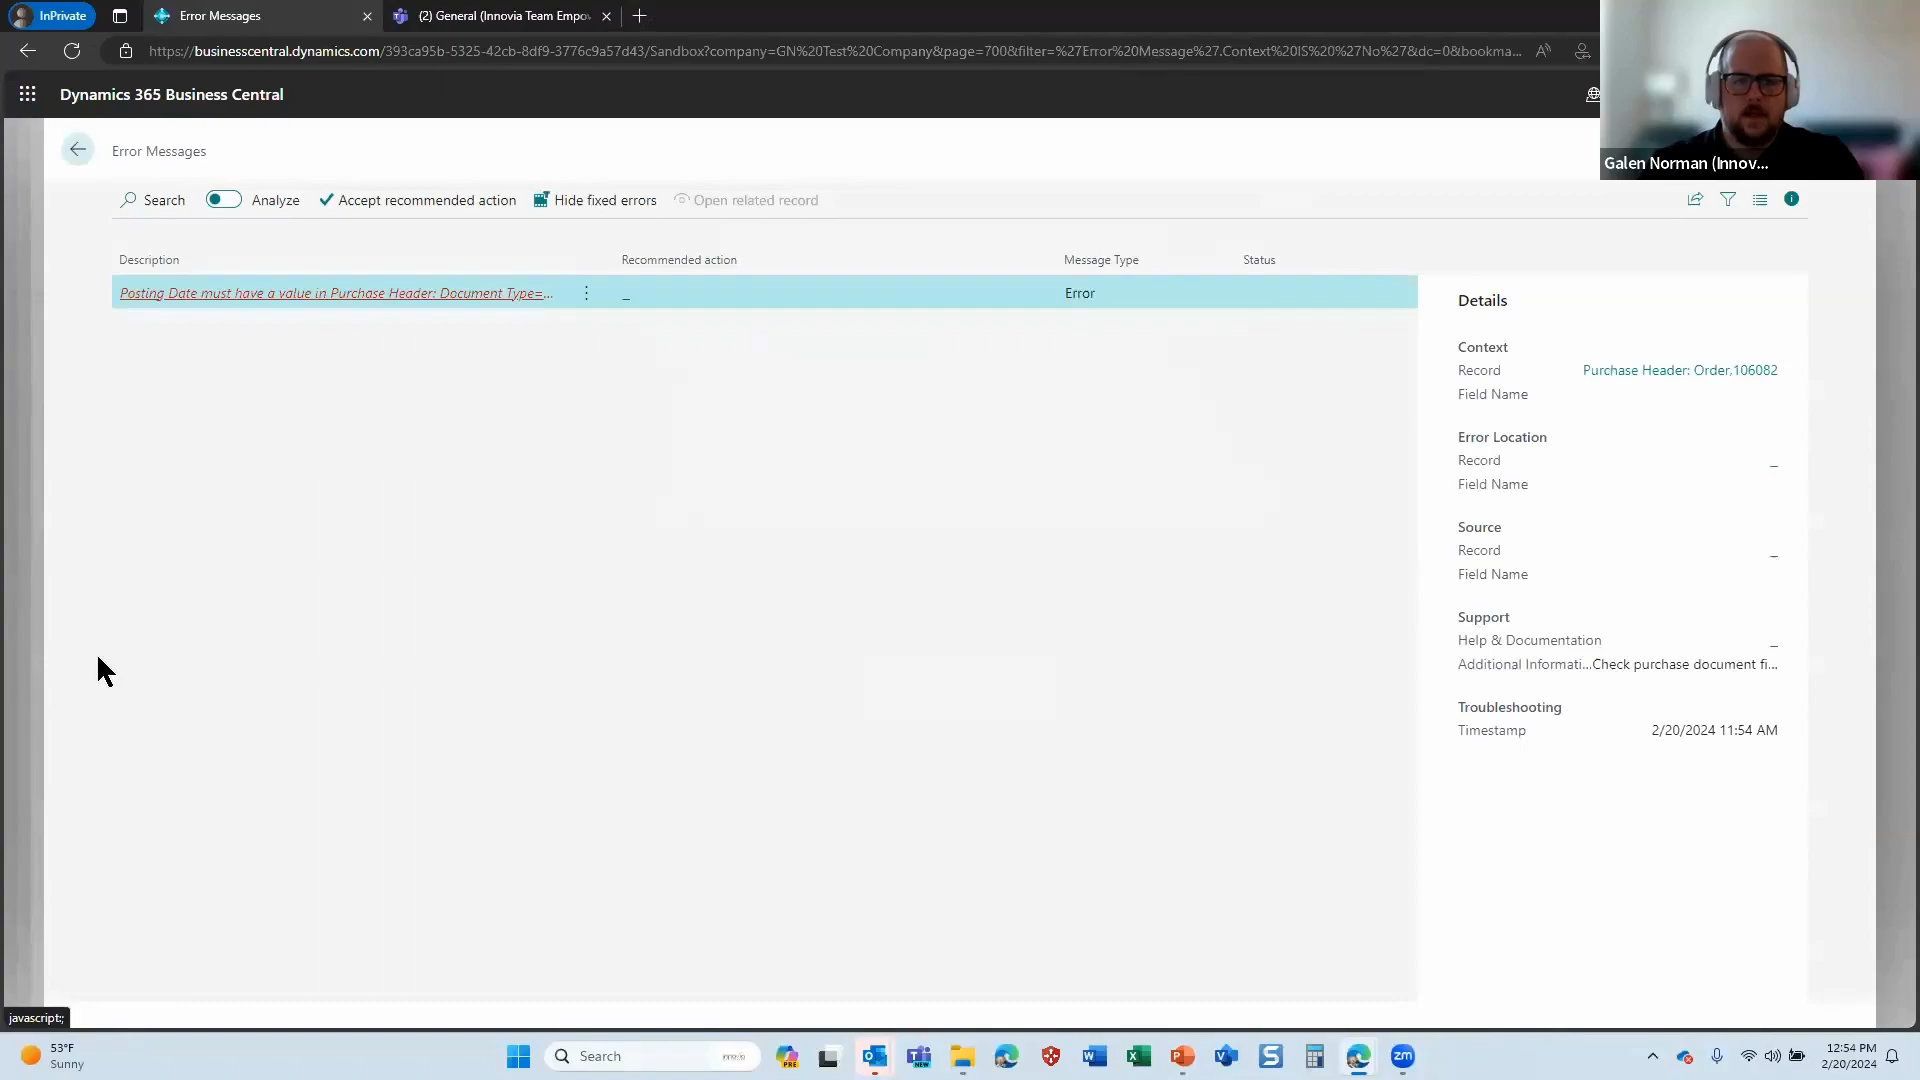 InPrivate
Error Messages
(2) General (Innovia Team Empo
https://businesscentral.dynamics.com/393ca95b-5325-42cb-8df9-3776c9a57d43/Sandbox?company=GN%20Test%20Company&page=700&filter=%27Error%20Message%27.Context%20IS%20%27No%27&dc=0&bookma...
Dynamics 365 Business Central
Galen Norman (Innov...
Error Messages
Search
Analyze
Accept recommended action
Hide fixed errors
Open related record
Description
Recommended action
Message Type
Status
Posting Date must have a value in Purchase Header: Document Type=...
_
Error
Details
Context
Record
Purchase Header: Order,106082
Field Name
Error Location
Record
_
Field Name
Source
Record
_
Field Name
Support
Help & Documentation
_
Additional Informati...Check purchase document fi...
Troubleshooting
Timestamp
2/20/2024 11:54 AM
javascript:;
53°F
Sunny
Search
PRE
NEW
zm
12:54 PM
2/20/2024